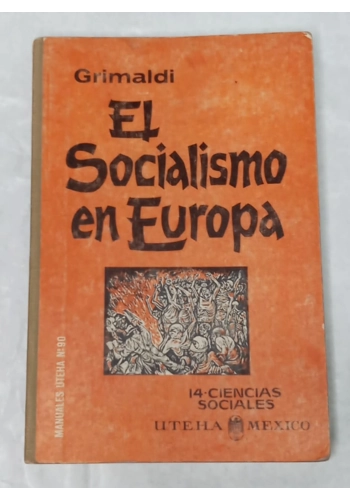 Grimaldi
El
Socialismo
en Europa
14-CIENCIAS
SOCIALES
UTEHA MEXICO
MANUALES UTEHA Nº 90